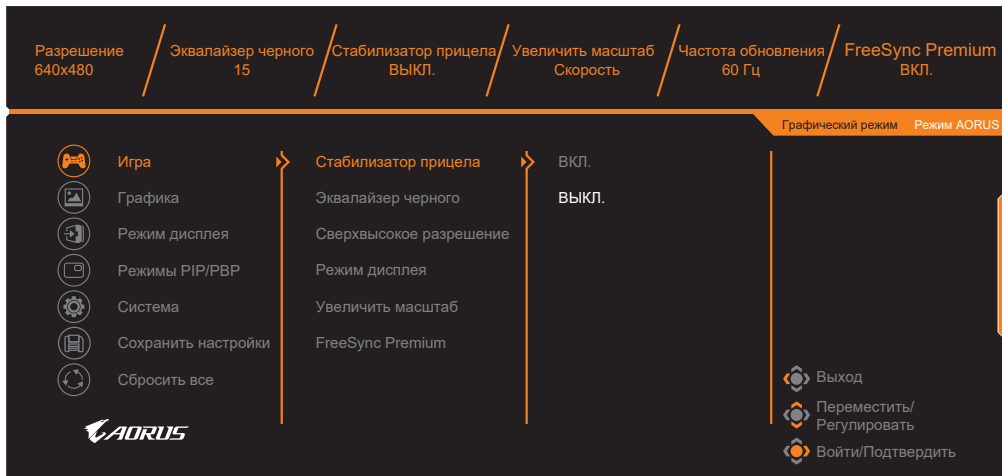 Разрешение
640x480
Эквалайзер черного
15
Стабилизатор прицела
ВЫКЛ.
Увеличить масштаб
Скорость
Частота обновления
60 Гц
FreeSync Premium
ВКЛ.
Графический режим Режим AORUS
Игра
Графика
Режим дисплея
Режимы PIP/PBP
Система
Сохранить настройки
Сбросить все
Стабилизатор прицела
Эквалайзер черного
Сверхвысокое разрешение
Режим дисплея
Увеличить масштаб
FreeSync Premium
ВКЛ.
ВЫКЛ.
Выход
Переместить/
Регулировать
Войти/Подтвердить
AORUS